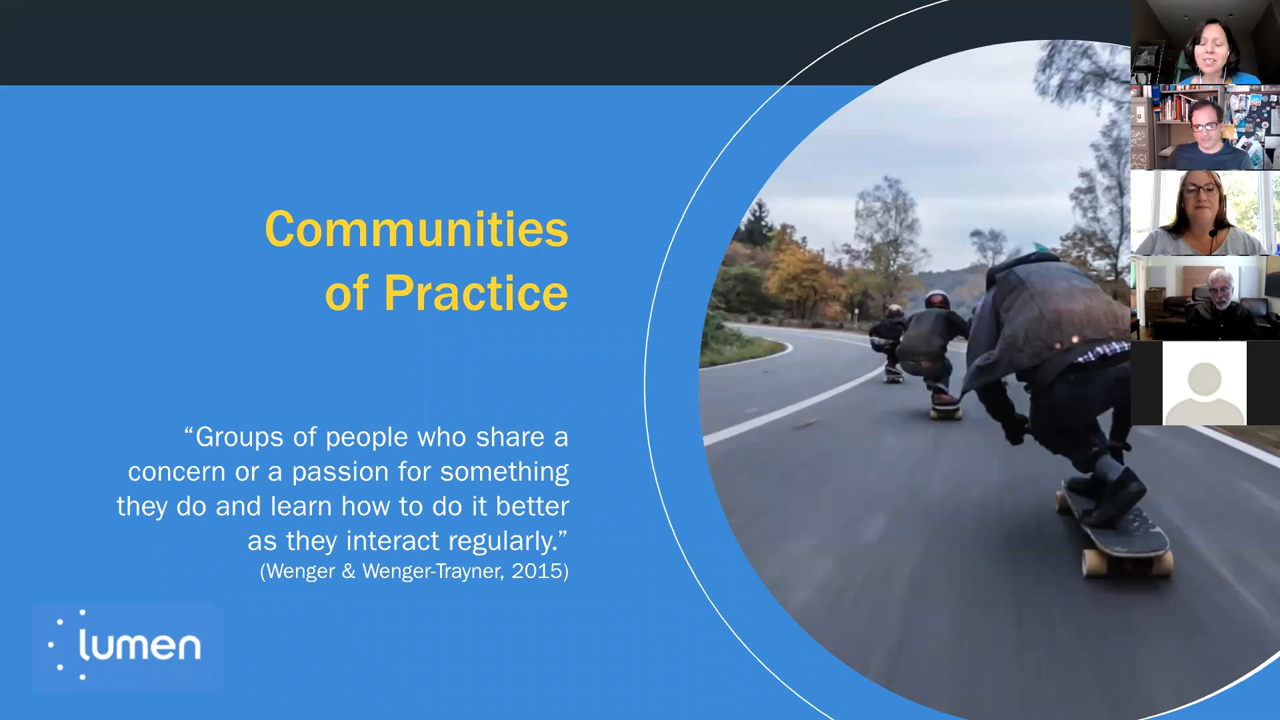 Communities
of Practice
“Groups of people who share a
concern or a passion for something
they do and learn how to do it better
as they interact regularly.”
(Wenger & Wenger-Trayner, 2015)
lumen